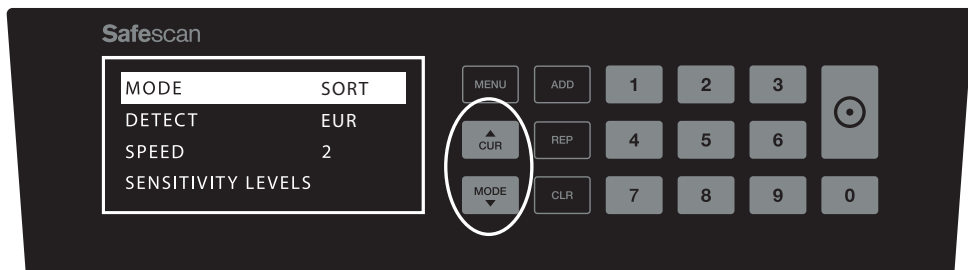 Safescan
MODE SORT
DETECT EUR
SPEED 2
SENSITIVITY LEVELS
MENU ADD 1 2 3
CUR REP 4 5 6
MODE CLR 7 8 9 0